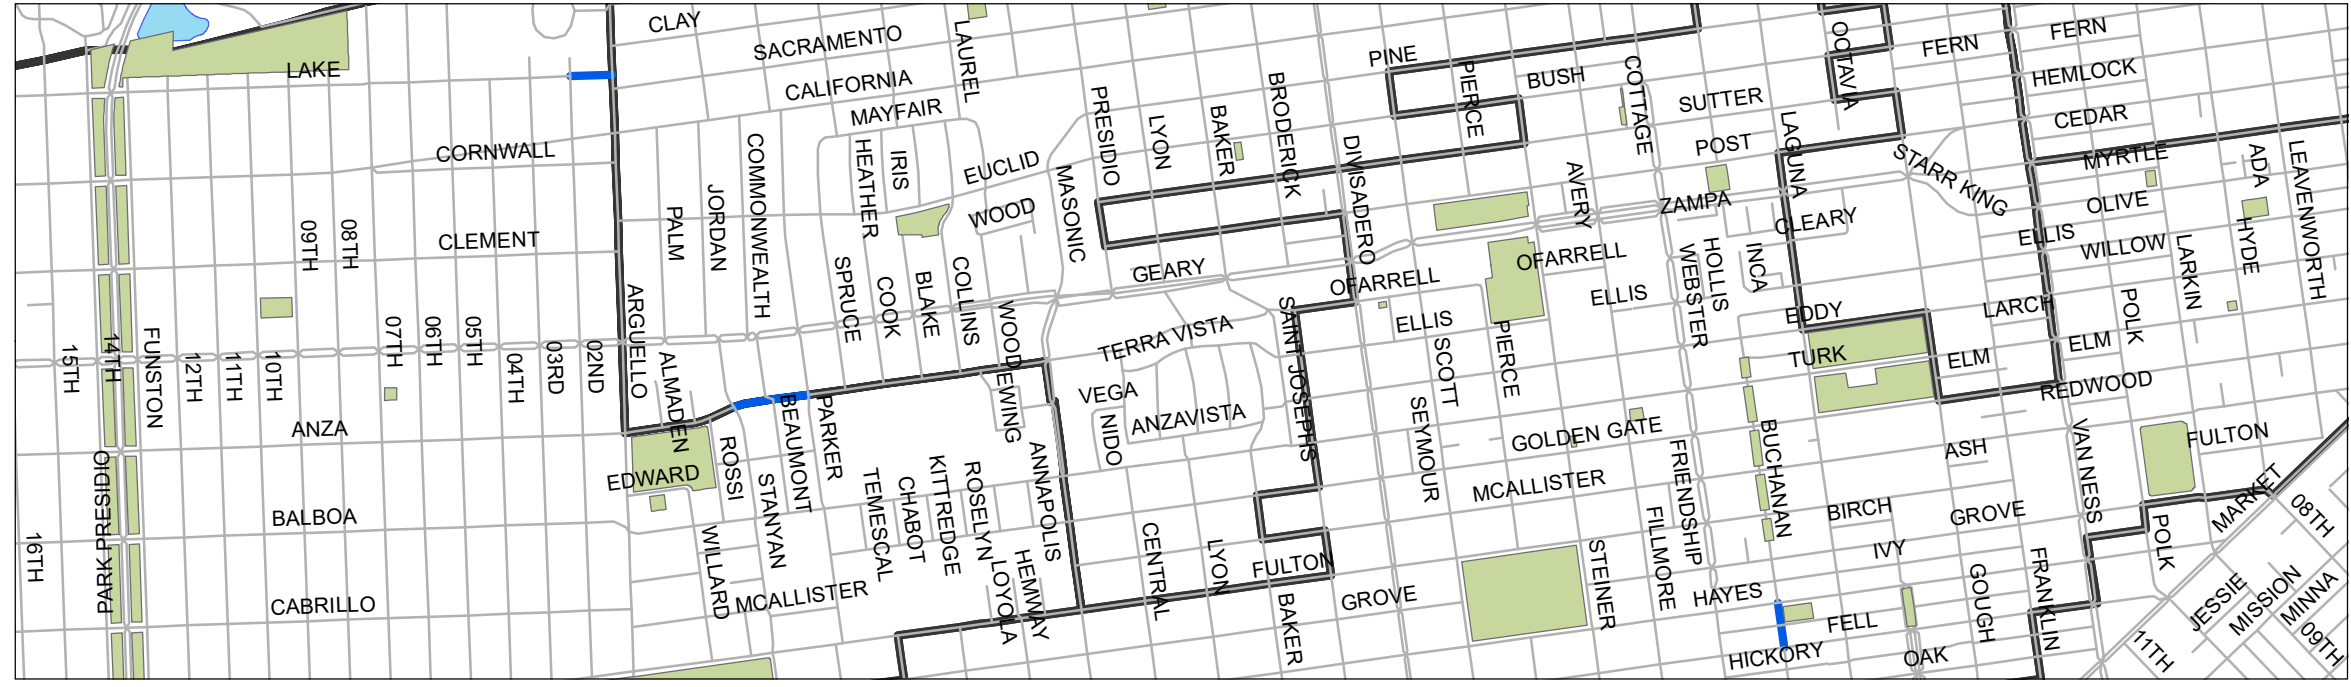 CLAY
SACRAMENTO
CALIFORNIA
MAYFAIR
LAUREL
LAKE
CORNWALL
CLEMENT
09TH
08TH
PALM
JORDAN
COMMONWEALTH
HEATHER
IRIS
EUCLID
WOOD
MASONIC
PRESIDIO
LYON
BAKER
BRODERICK
DIVISADERO
PINE
PIERCE
BUSH
COTTAGE
SUTTER
POST
AVERY
ZAMPA
LAGUNA
OCTAVIA
FERN
FERN
HEMLOCK
CEDAR
MYRTLE
STARR KING
CLEARY
OLIVE
ELLIS
WILLOW
ADA
LEAVENWORTH
HYDE
LARKIN
POLK
LARCH
ELM
ELM
REDWOOD
SPRUCE
COOK
BLAKE
COLLINS
WOOD
EWING
GEARY
TERRA VISTA
VEGA
NIDO
ANZAVISTA
SAINT JOSEPHS
OFARRELL
OFARRELL
ELLIS
ELLIS
SCOTT
PIERCE
SEYMOUR
WEBSTER
HOLLIS
INCA
EDDY
TURK
GOLDEN GATE
MCALLISTER
FRIENDSHIP
BUCHANAN
ASH
BIRCH
GROVE
IVY
VAN NESS
FULTON
MARKET
POLK
08TH
15TH
14TH
FUNSTON
12TH
11TH
10TH
07TH
06TH
05TH
04TH
03RD
02ND
ARGUELLO
ALMADEN
ANZA
EDWARD
ROSSI
STANYAN
BEAUMONT
PARKER
TEMESCAL
CHABOT
KITTREDGE
ROSELYN
ANNAPOLIS
LOYOLA
HEMWAY
BALBOA
CABRILLO
PARK PRESIDIO
16TH
WILLARD
MCALLISTER
CENTRAL
LYON
FULTON
BAKER
GROVE
STEINER
FILLMORE
HAYES
FELL
HICKORY
OAK
GOUGH
FRANKLIN
JESSIE
MISSION
MINNA
11TH
09TH